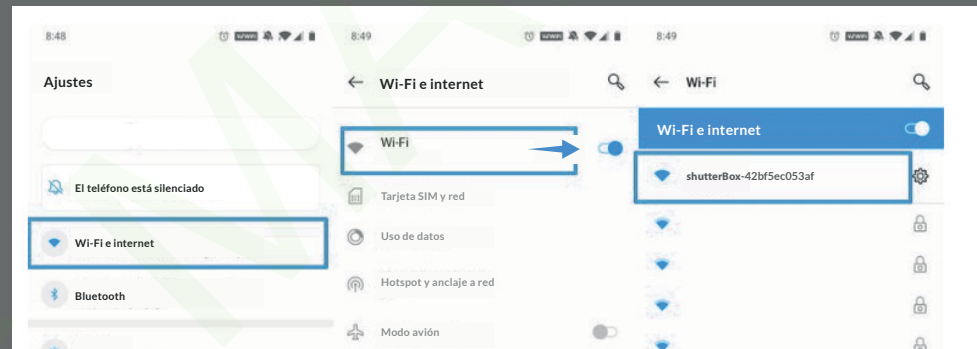 8:48
Ajustes
El teléfono está silenciado
Wi-Fi e internet
Bluetooth
8:49
Wi-Fi e internet
Wi-Fi
Tarjeta SIM y red
Uso de datos
Hotspot y anclaje a red
Modo avión
8:49
Wi-Fi
Wi-Fi e internet
shutterBox-42bf5ec053af